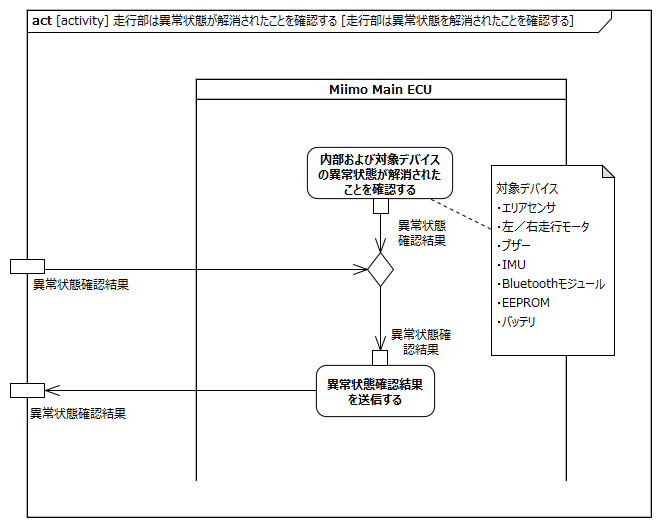 act [activity] 走行部は異常状態が解消されたことを確認する [走行部は異常状態を解消されたことを確認する]
Miimo Main ECU
内部および対象デバイス
の異常状態が解消された
ことを確認する
対象デバイス
・エリアセンサ
・左／右走行モータ
・ブザー
・IMU
・Bluetoothモジュール
・EEPROM
・バッテリ
異常状態
確認結果
異常状態確認結果
異常状態確
認結果
異常状態確認結果
を送信する
異常状態確認結果